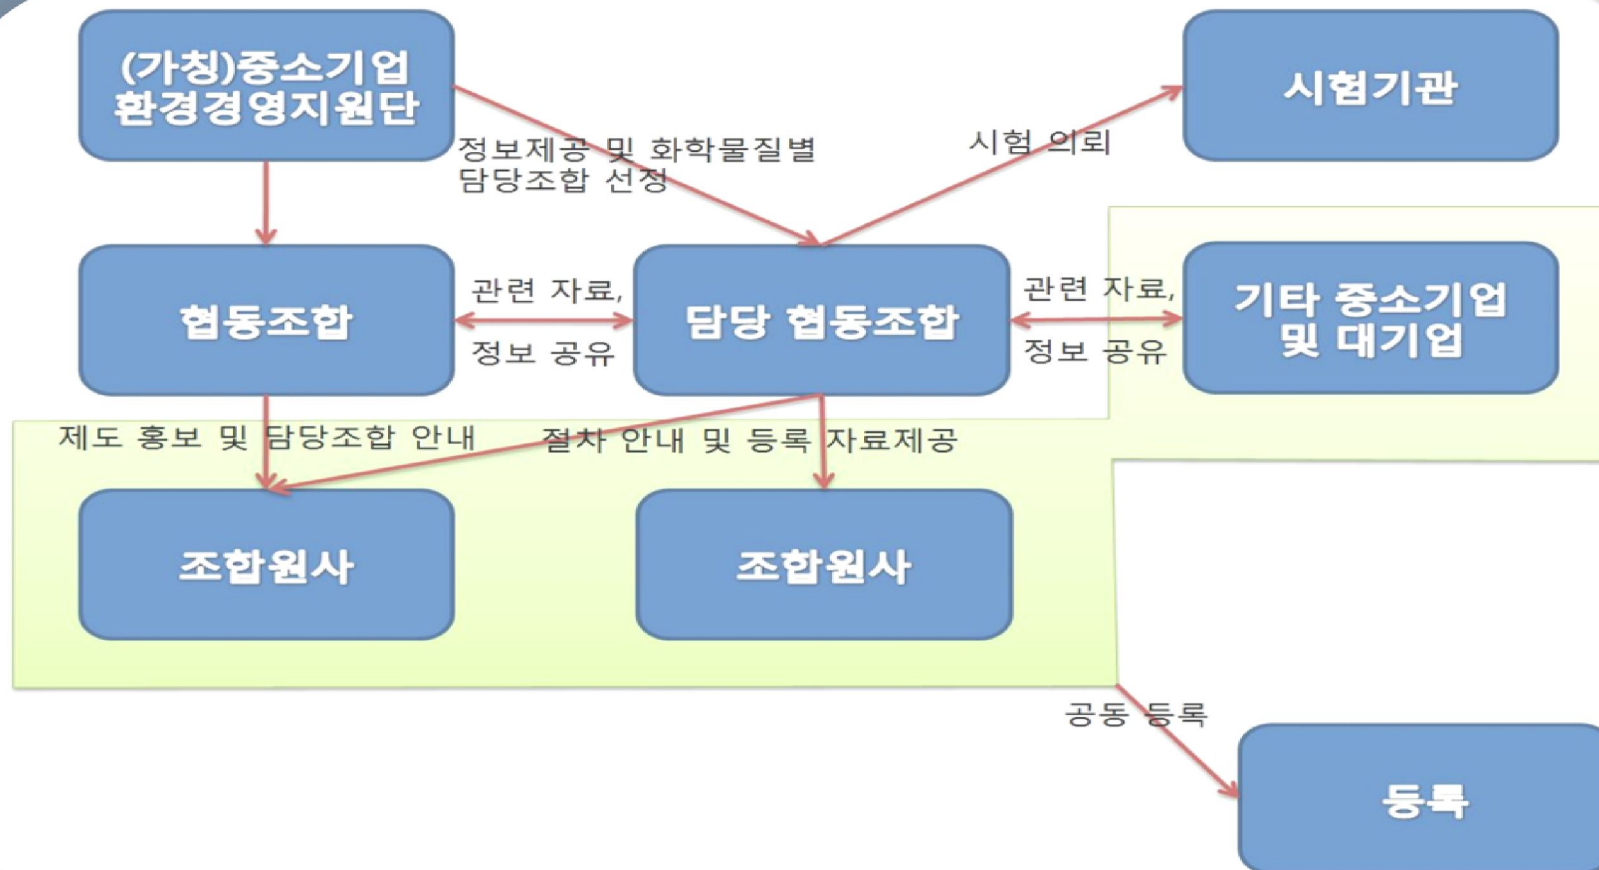 (가칭)중소기업
환경경영지원단
시험기관
정보제공 및 화학물질별
담당조합 선정
시험 의뢰
협동조합
관련 자료,
정보 공유
담당 협동조합
관련 자료,
정보 공유
기타 중소기업
및 대기업
제도 홍보 및 담당조합 안내
절차 안내 및 등록 자료제공
조합원사
조합원사
공동 등록
등록